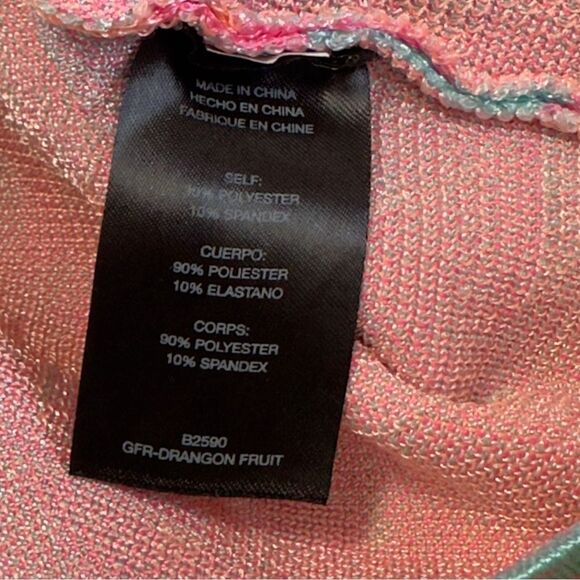 MADE IN CHINA
HECHO EN CHINA
FABRIQUE EN CHINE
SELF:
90% POLYESTER
10% SPANDEX
CUERPO:
90% POLIESTER
10% ELASTANO
CORPS:
90% POLYESTER
10% SPANDEX
B2590
GFR-DRANGON FRUIT